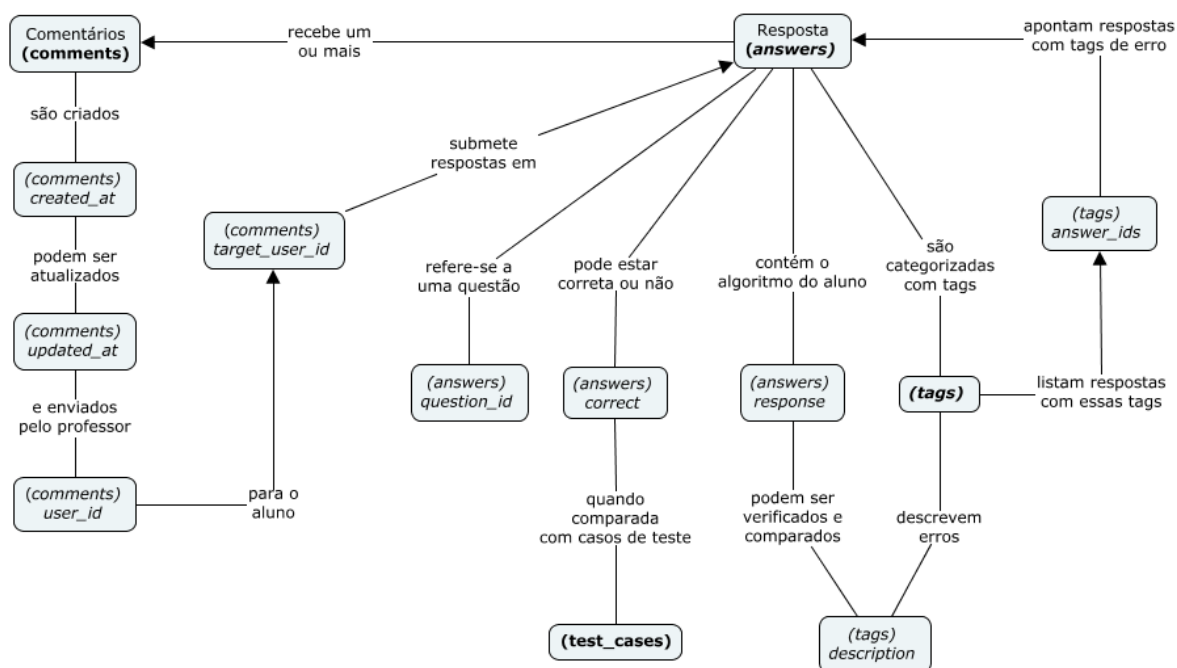 Comentários
(comments)
recebe um
ou mais
Resposta
(answers)
apontam respostas
com tags de erro
são criados
submete
respostas em
(comments)
created_at
(comments)
target_user_id
(tags)
answer_ids
podem ser
atualizados
refere-se a
uma questão
pode estar
correta ou não
contém o
algoritmo do aluno
são
categorizadas
com tags
(comments)
updated_at
(answers)
question_id
(answers)
correct
(answers)
response
(tags)
listam respostas
com essas tags
e enviados
pelo professor
(comments)
user_id
para o
aluno
quando
comparada
com casos de teste
podem ser
verificados e
comparados
descrevem
erros
(test_cases)
(tags)
description